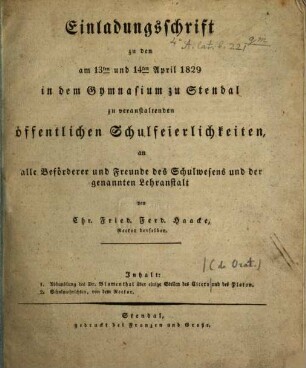 Einladungsschrift
zu den
am 13ten und 14ten April 1829
in dem Gymnasium zu Stendal
zu veranstaltenden
öffentlichen Schulfeierlichkeiten,
an
alle Beförderer und Freunde des Schulwesens und der
genannten Lehranstalt
von
Chr. Fried. Ferd. Haacke,
Rector derselben.
Inhalt:
(de Orat.)
1. Abhandlung des Dr. Blumenthal über einige Stellen des Cicero und des Platon.
2. Schulnachrichten, von dem Rector.
Stendal,
gedruckt bei Franzen und Große.